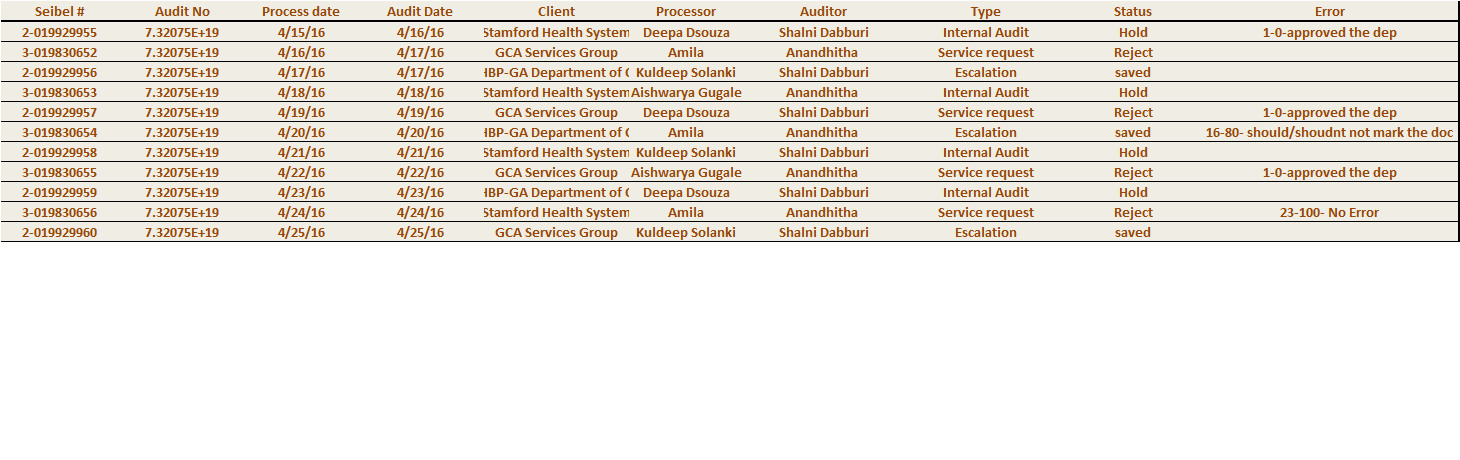 Seibel # Audit No Process date Audit Date Client Processor Auditor Type Status Error
2-019929955 7.32075E+19 4/15/16 4/16/16 Stamford Health System Deepa Dsouza Shalni Dabburi Internal Audit Hold 1-0-approved the dep
3-019830652 7.32075E+19 4/16/16 4/17/16 GCA Services Group Amila Anandhitha Service request Reject
2-019929956 7.32075E+19 4/17/16 4/17/16 HBP-GA Department of C Kuldeep Solanki Shalni Dabburi Escalation saved
3-019830653 7.32075E+19 4/18/16 4/18/16 Stamford Health System Aishwarya Gugale Anandhitha Internal Audit Hold
2-019929957 7.32075E+19 4/19/16 4/19/16 GCA Services Group Deepa Dsouza Shalni Dabburi Service request Reject 1-0-approved the dep
3-019830654 7.32075E+19 4/20/16 4/20/16 HBP-GA Department of C Amila Anandhitha Escalation saved 16-80- should/shoudnt not mark the doc
2-019929958 7.32075E+19 4/21/16 4/21/16 Stamford Health System Kuldeep Solanki Shalni Dabburi Internal Audit Hold
3-019830655 7.32075E+19 4/22/16 4/22/16 GCA Services Group Aishwarya Gugale Anandhitha Service request Reject 1-0-approved the dep
2-019929959 7.32075E+19 4/23/16 4/23/16 HBP-GA Department of C Deepa Dsouza Shalni Dabburi Internal Audit Hold
3-019830656 7.32075E+19 4/24/16 4/24/16 Stamford Health System Amila Anandhitha Service request Reject 23-100- No Error
2-019929960 7.32075E+19 4/25/16 4/25/16 GCA Services Group Kuldeep Solanki Shalni Dabburi Escalation saved